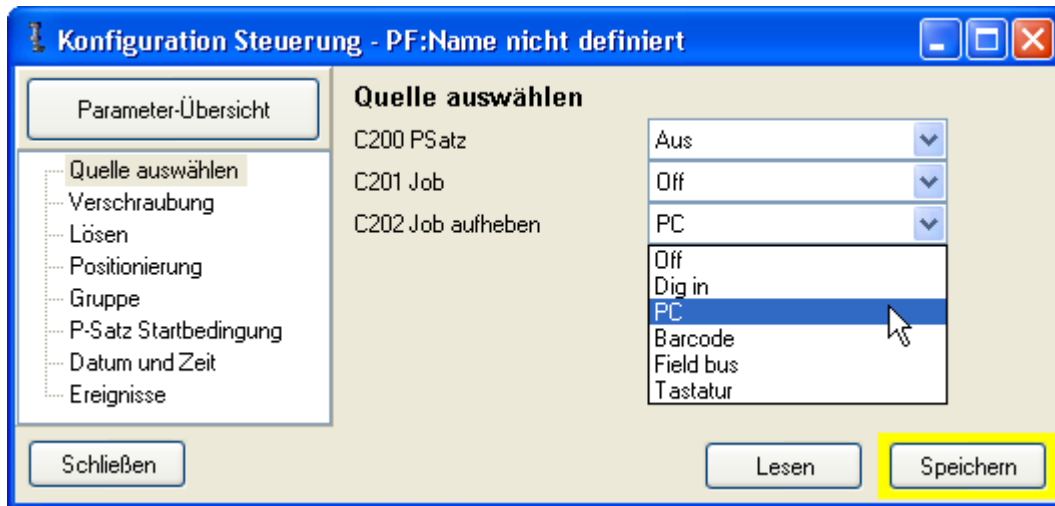 Konfiguration Steuerung - PF:Name nicht definiert
Parameter-Übersicht
Quelle auswählen
Verschraubung
Lösen
Positionierung
Gruppe
P-Satz Startbedingung
Datum und Zeit
Ereignisse
Quelle auswählen
C200 PSatz Aus
C201 Job Off
C202 Job aufheben PC
Off
Dig in
PC
Barcode
Field bus
Tastatur
Schließen
Lesen
Speichern